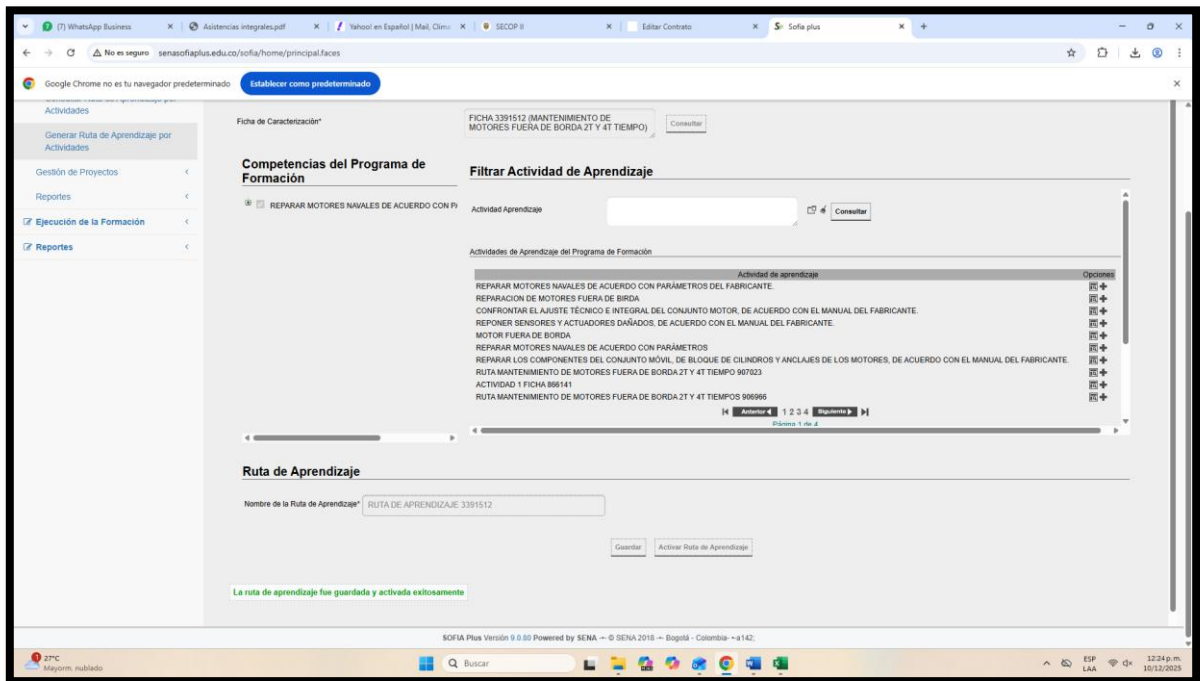 (7) WhatsApp Business
Asistencias integrales.pdf
Yahoo! en Español | Mail, Clima
SECOP II
Editar Contrato
Sofia plus
No es seguro senasofiaplus.edu.co/sofia/home/principal.faces
Google Chrome no es tu navegador predeterminado Establecer como predeterminado
Actividades
Generar Ruta de Aprendizaje por
Actividades
Gestión de Proyectos
Reportes
Ejecución de la Formación
Reportes
Ficha de Caracterización*
FICHA 3391512 (MANTENIMIENTO DE
MOTORES FUERA DE BORDA 2T Y 4T TIEMPO)
Consultar
Competencias del Programa de
Formación
REPARAR MOTORES NAVALES DE ACUERDO CON PA
Filtrar Actividad de Aprendizaje
Actividad Aprendizaje
Consultar
Actividades de Aprendizaje del Programa de Formación
Actividad de aprendizaje Opciones
REPARAR MOTORES NAVALES DE ACUERDO CON PARÁMETROS DEL FABRICANTE.
REPARACION DE MOTORES FUERA DE BIRDA
CONFRONTAR EL AJUSTE TÉCNICO E INTEGRAL DEL CONJUNTO MOTOR, DE ACUERDO CON EL MANUAL DEL FABRICANTE.
REPONER SENSORES Y ACTUADORES DAÑADOS, DE ACUERDO CON EL MANUAL DEL FABRICANTE.
MOTOR FUERA DE BORDA
REPARAR MOTORES NAVALES DE ACUERDO CON PARÁMETROS
REPARAR LOS COMPONENTES DEL CONJUNTO MÓVIL, DE BLOQUE DE CILINDROS Y ANCLAJES DE LOS MOTORES, DE ACUERDO CON EL MANUAL DEL FABRICANTE.
RUTA MANTENIMIENTO DE MOTORES FUERA DE BORDA 2T Y 4T TIEMPO 907023
ACTIVIDAD 1 FICHA 866141
RUTA MANTENIMIENTO DE MOTORES FUERA DE BORDA 2T Y 4T TIEMPOS 906966
Anterior 1 2 3 4 Siguiente
Página 1 de 4
Ruta de Aprendizaje
Nombre de la Ruta de Aprendizaje* RUTA DE APRENDIZAJE 3391512
Guardar Activar Ruta de Aprendizaje
La ruta de aprendizaje fue guardada y activada exitosamente
SOFIA Plus Versión 9.0.80 Powered by SENA -- © SENA 2018 -- Bogotá - Colombia- --a142;
27°C
Mayorm. nublado
Buscar
ESP
LAA
12:24 p.m.
10/12/2025